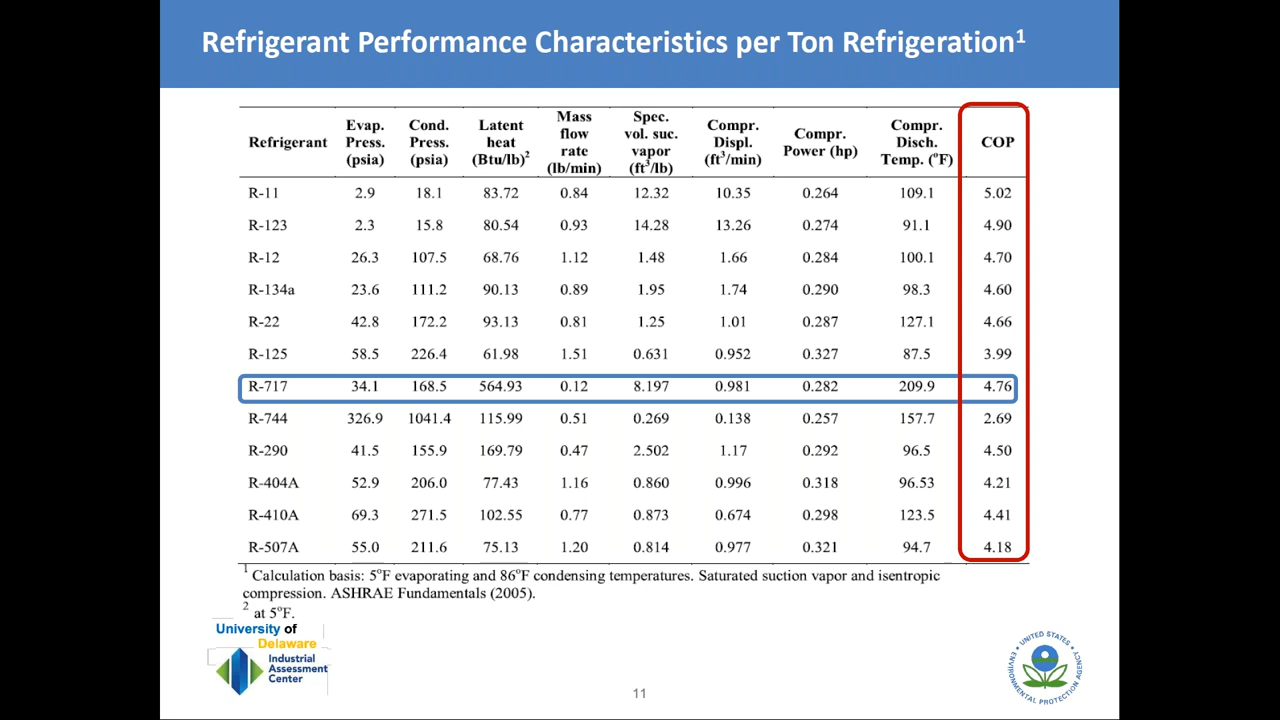 Refrigerant Performance Characteristics per Ton Refrigeration¹
Refrigerant Evap. Press. (psia) Cond. Press. (psia) Latent heat (Btu/lb)² Mass flow rate (lb/min) Spec. vol. suc. vapor (ft³/lb) Compr. Displ. (ft³/min) Compr. Power (hp) Compr. Disch. Temp. (°F) COP
R-11 2.9 18.1 83.72 0.84 12.32 10.35 0.264 109.1 5.02
R-123 2.3 15.8 80.54 0.93 14.28 13.26 0.274 91.1 4.90
R-12 26.3 107.5 68.76 1.12 1.48 1.66 0.284 100.1 4.70
R-134a 23.6 111.2 90.13 0.89 1.95 1.74 0.290 98.3 4.60
R-22 42.8 172.2 93.13 0.81 1.25 1.01 0.287 127.1 4.66
R-125 58.5 226.4 61.98 1.51 0.631 0.952 0.327 87.5 3.99
R-717 34.1 168.5 564.93 0.12 8.197 0.981 0.282 209.9 4.76
R-744 326.9 1041.4 115.99 0.51 0.269 0.138 0.257 157.7 2.69
R-290 41.5 155.9 169.79 0.47 2.502 1.17 0.292 96.5 4.50
R-404A 52.9 206.0 77.43 1.16 0.860 0.996 0.318 96.53 4.21
R-410A 69.3 271.5 102.55 0.77 0.873 0.674 0.298 123.5 4.41
R-507A 55.0 211.6 75.13 1.20 0.814 0.977 0.321 94.7 4.18
¹ Calculation basis: 5°F evaporating and 86°F condensing temperatures. Saturated suction vapor and isentropic
compression. ASHRAE Fundamentals (2005).
² at 5°F.
University of
Delaware
Industrial
Assessment
Center
11
UNITED STATES
ENVIRONMENTAL PROTECTION AGENCY